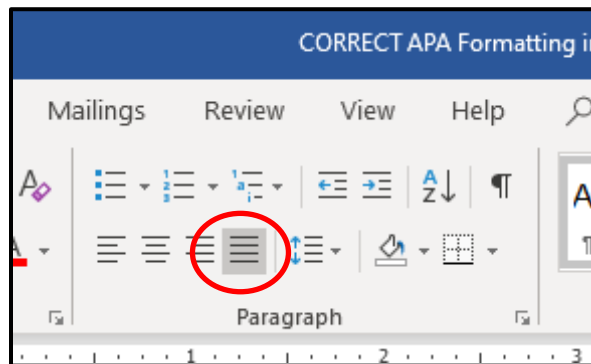 CORRECT APA Formatting i
Mailings Review View Help
A
Paragraph
1 2 3